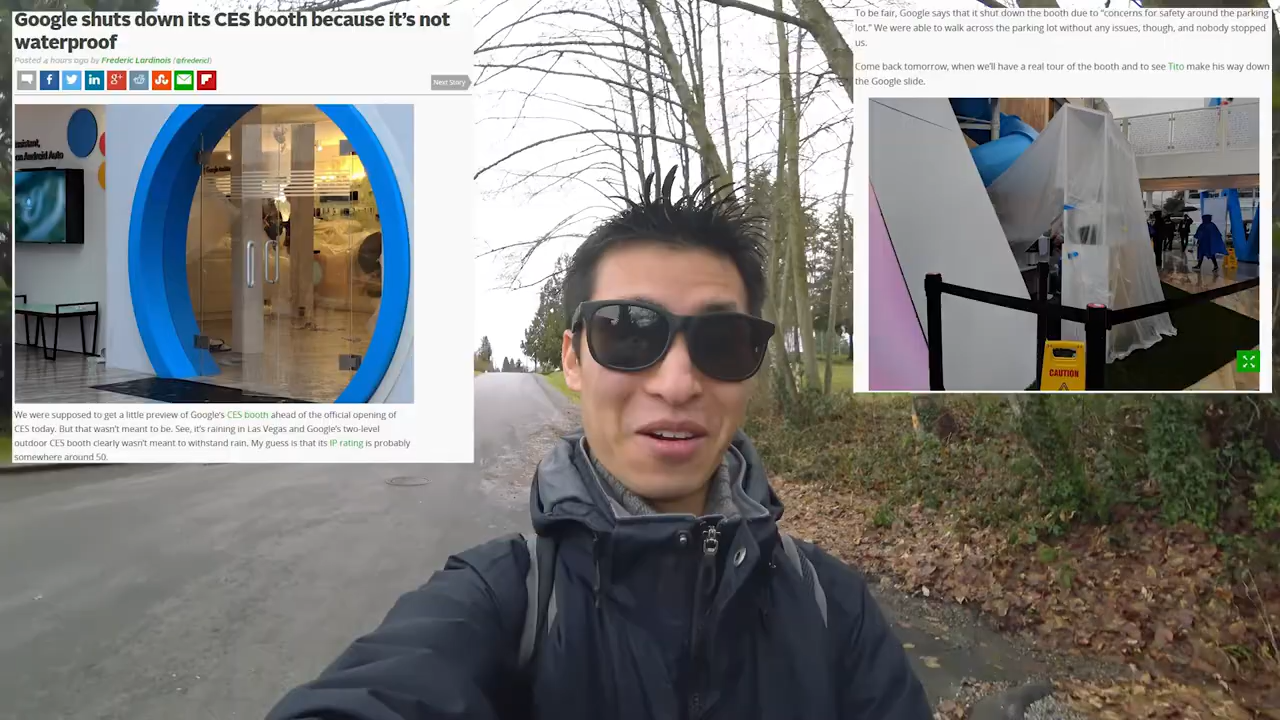 Google shuts down its CES booth because it's not
waterproof
Posted 4 hours ago by Frederic Lardinois (@fredericl)
Next Story
Android Auto
We were supposed to get a little preview of Google's CES booth ahead of the official opening of
CES today. But that wasn't meant to be. See, it's raining in Las Vegas and Google's two-level
outdoor CES booth clearly wasn't meant to withstand rain. My guess is that its IP rating is probably
somewhere around 50.
To be fair, Google says that it shut down the booth due to "concerns for safety around the parking
lot." We were able to walk across the parking lot without any issues, though, and nobody stopped
us.
Come back tomorrow, when we'll have a real tour of the booth and to see Tito make his way down
the Google slide.
CAUTION